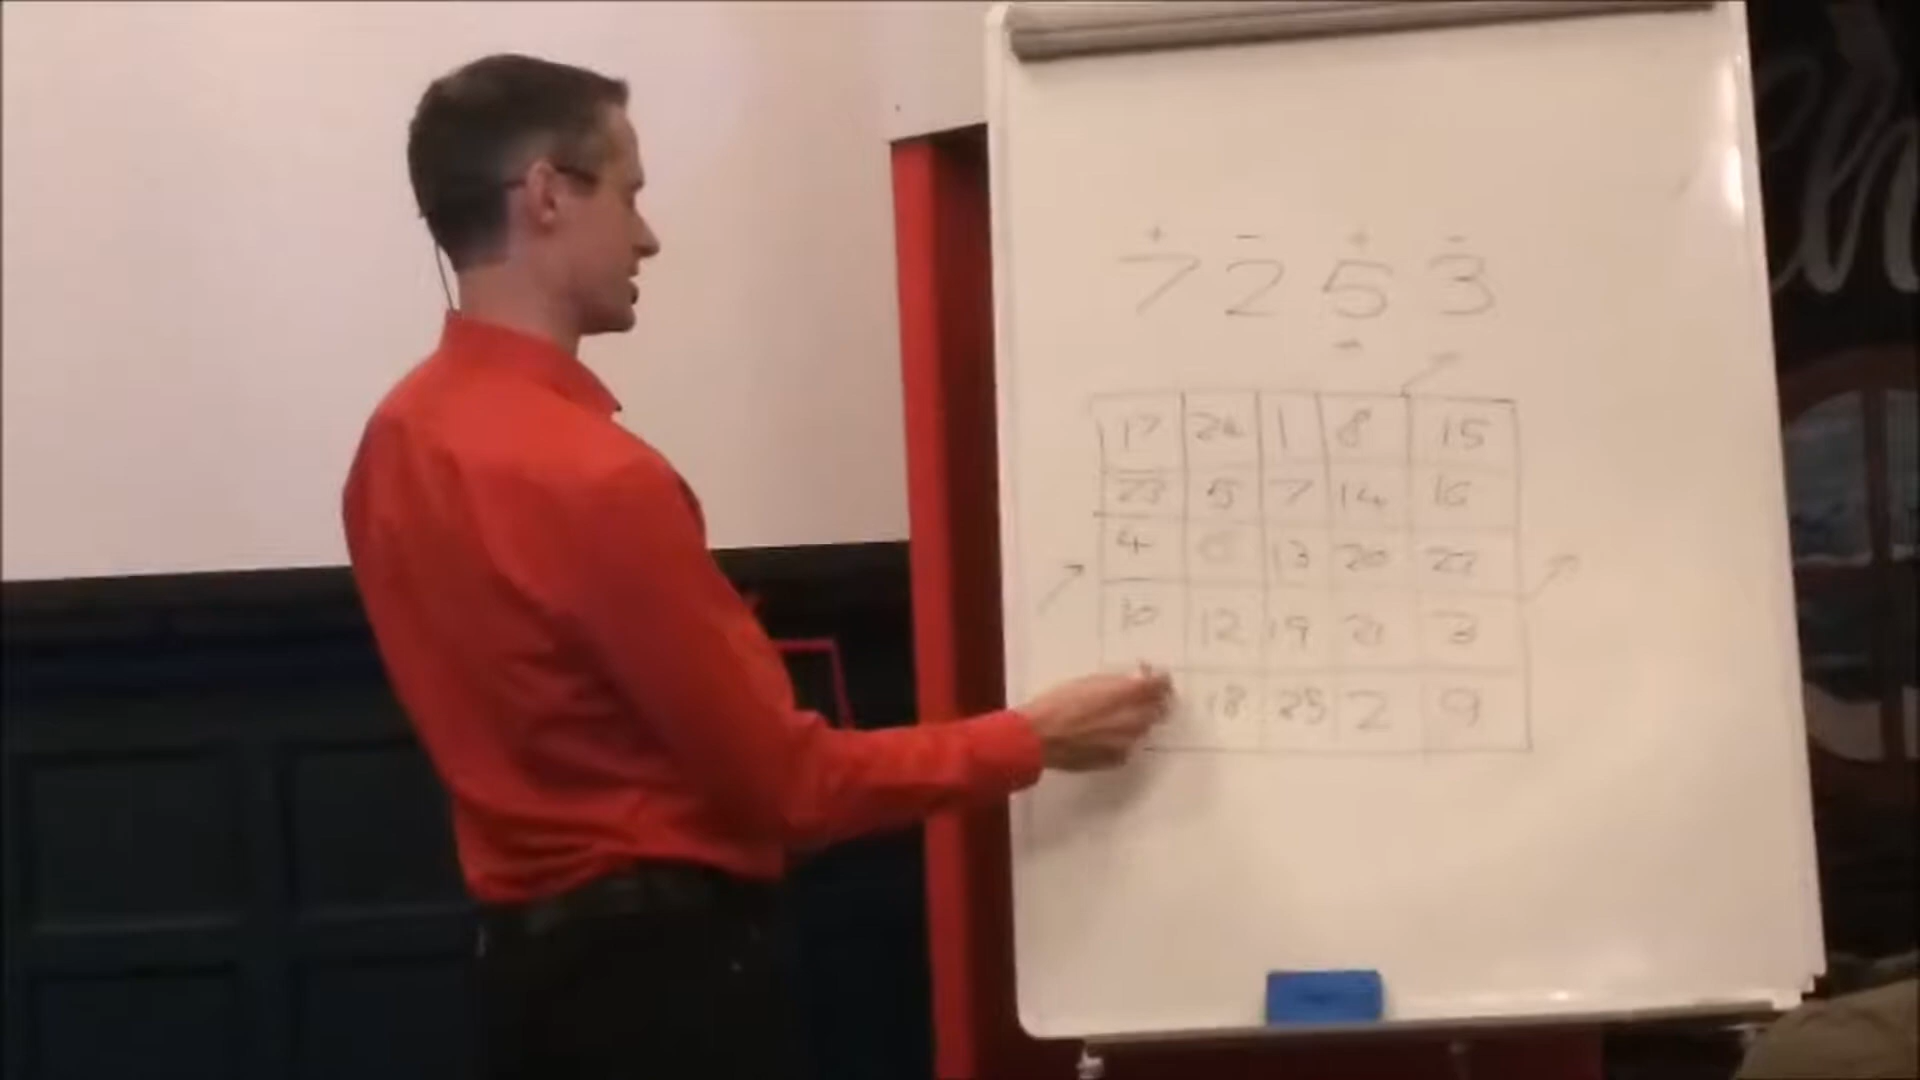 + - + -
7 2 5 3
-
17 24 1 8 15
23 5 7 14 16
4 13 20 22
10 12 19 21 3
18 25 2 9